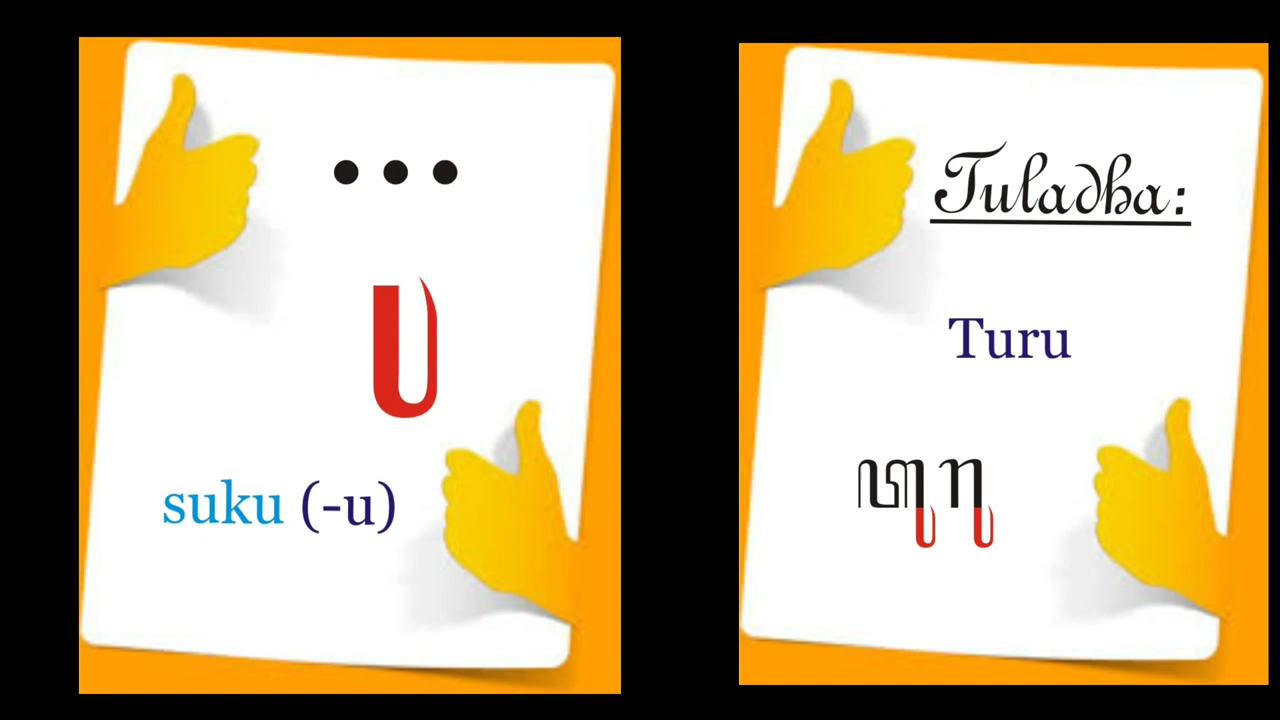 ...
ꦸ
suku (-u)
Tuladha:
Turu
ꦠꦸꦫꦸ